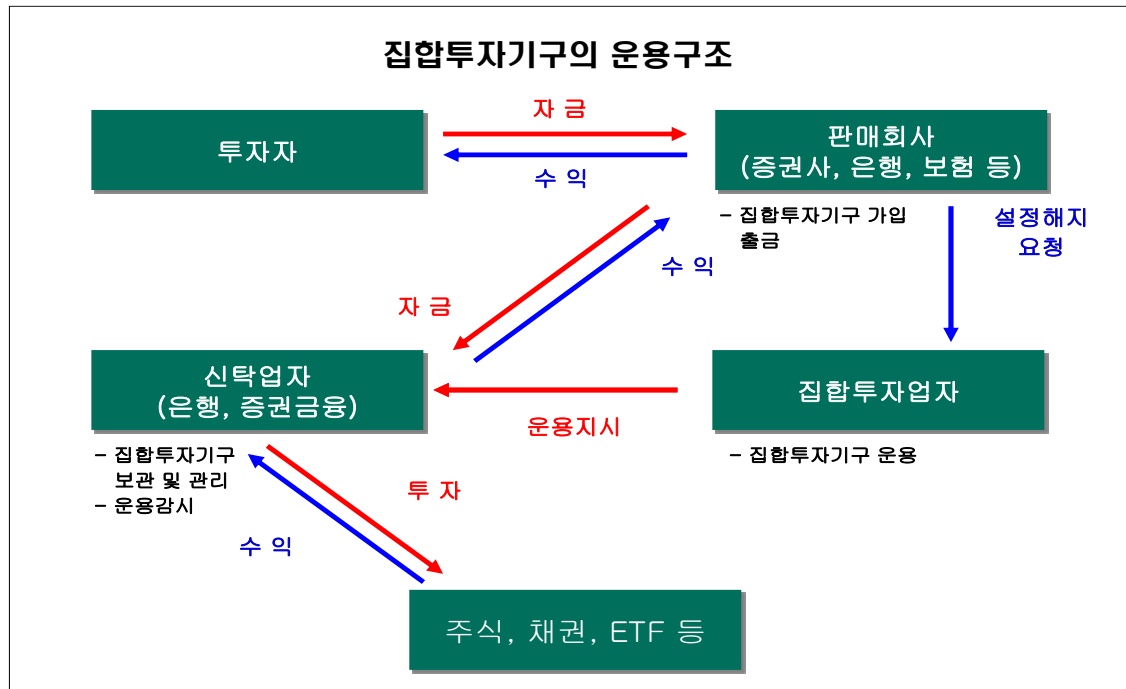 집합투자기구의 운용구조
자 금
투자자
수 익
판매회사
(증권사, 은행, 보험 등)
– 집합투자기구 가입
출금
설정해지
요청
수 익
자 금
신탁업자
(은행, 증권금융)
– 집합투자기구
보관 및 관리
– 운용감시
운용지시
집합투자업자
– 집합투자기구 운용
투 자
수 익
주식, 채권, ETF 등